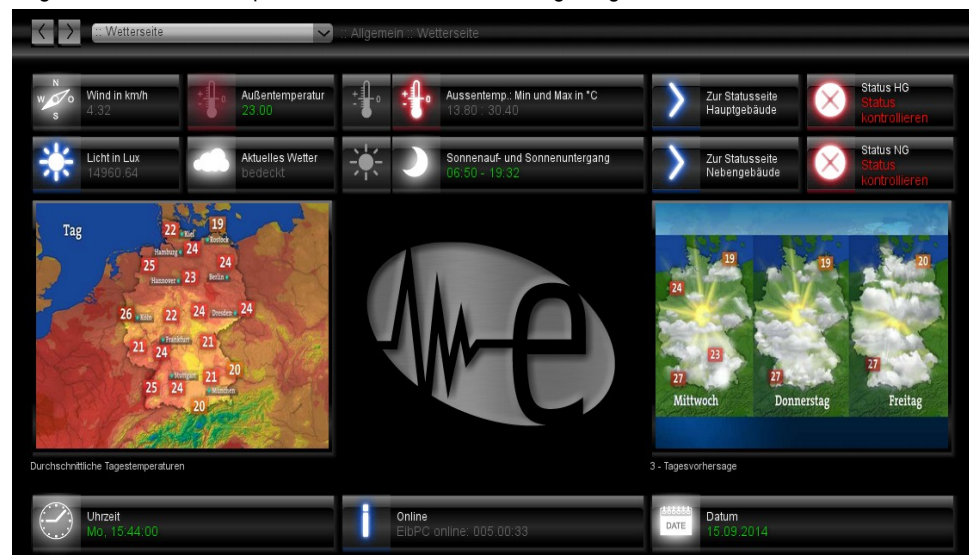 :: Wetterseite
:: Allgemein :: Wetterseite
N
W O
S
Wind in km/h
4.32
Außentemperatur
23.00
Aussentemp.: Min und Max in °C
13.80 : 30.40
Zur Statusseite
Hauptgebäude
Status HG
Status
kontrollieren
Licht in Lux
14960.64
Aktuelles Wetter
bedeckt
Sonnenauf- und Sonnenuntergang
06:50 - 19:32
Zur Statusseite
Nebengebäude
Status NG
Status
kontrollieren
Tag
22 Kiel 19
Rostock
Hamburg 24
25 24
Hannover 23 Berlin
26 Köln 22 24 Dresden 24
Frankfurt 21
21 24
Stuttgart 21 20
25 24 München
20
e
19 19 20
24
23
27 27 27
Mittwoch Donnerstag Freitag
Durchschnittliche Tagestemperaturen
3 - Tagesvorhersage
Uhrzeit
Mo, 15:44:00
Online
EibPC online: 005.00:33
DATE
Datum
15.09.2014